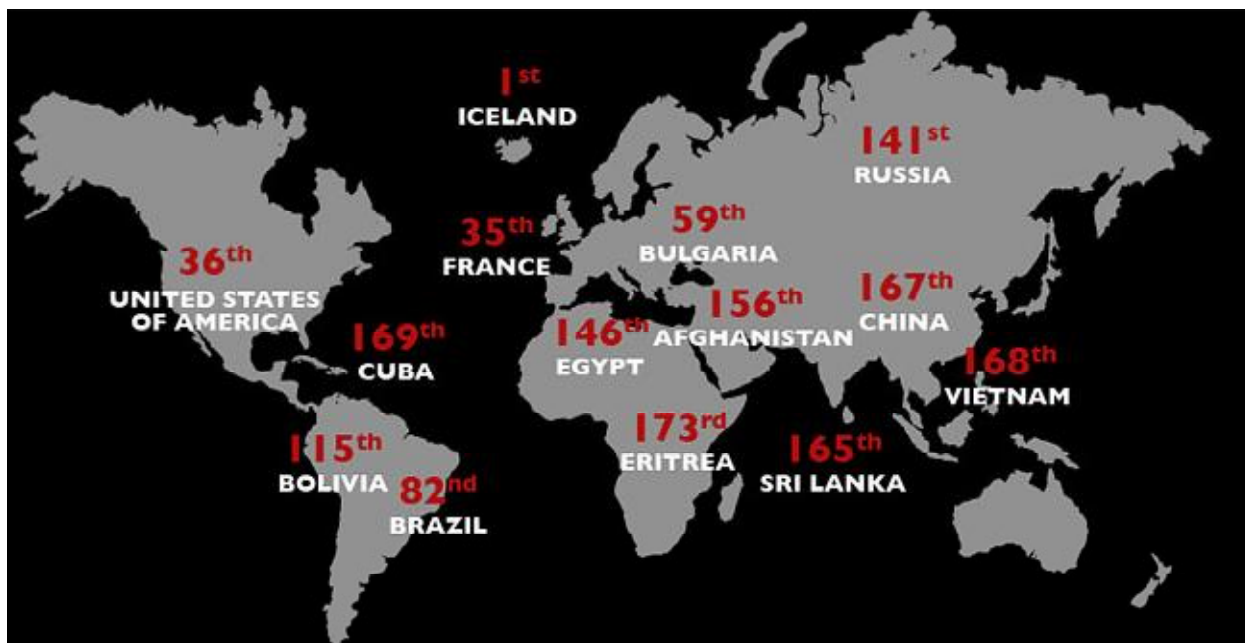 1st
ICELAND
141st
RUSSIA
35th
FRANCE
59th
BULGARIA
36th
UNITED STATES
OF AMERICA
156th
AFGHANISTAN
167th
CHINA
169th
CUBA
146th
EGYPT
168th
VIETNAM
115th
BOLIVIA
82nd
BRAZIL
173rd
ERITREA
165th
SRI LANKA